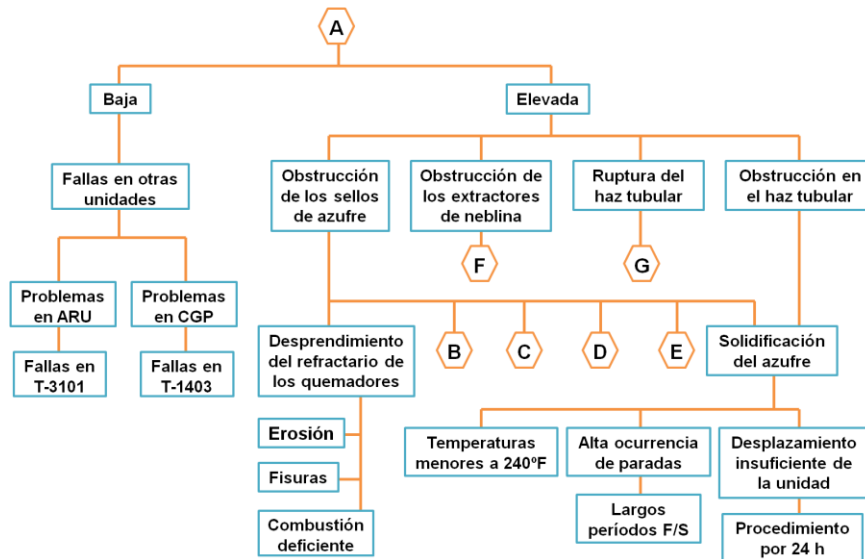 A
Baja
Elevada
Fallas en otras
unidades
Obstrucción
de los sellos
de azufre
Obstrucción de
los extractores
de neblina
Ruptura del
haz tubular
Obstrucción en
el haz tubular
F
G
Problemas
en ARU
Problemas
en CGP
Fallas en
T-3101
Fallas en
T-1403
Desprendimiento
del refractario de
los quemadores
B
C
D
E
Solidificación
del azufre
Erosión
Fisuras
Combustión
deficiente
Temperaturas
menores a 240ºF
Alta ocurrencia
de paradas
Desplazamiento
insuficiente de
la unidad
Largos
períodos F/S
Procedimiento
por 24 h